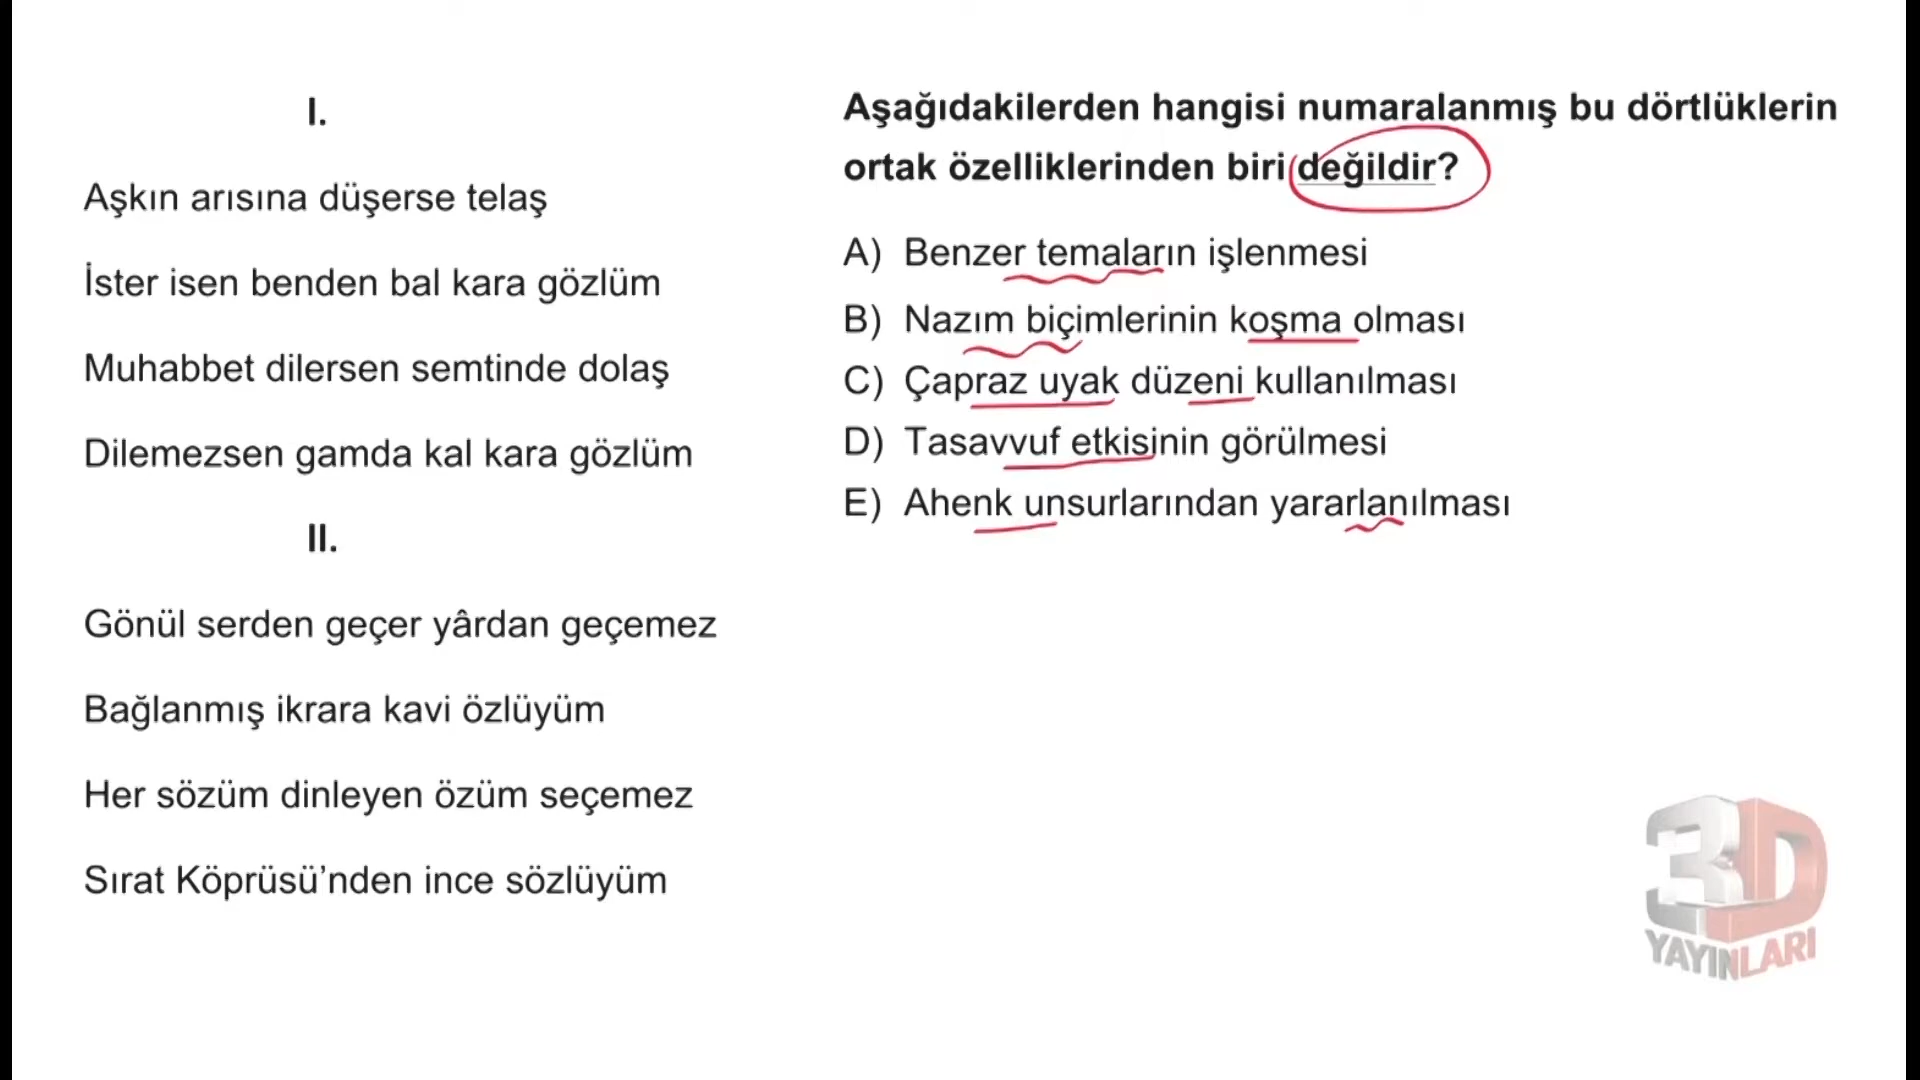 I.
Aşkın arısına düşerse telaş
İster isen benden bal kara gözlüm
Muhabbet dilersen semtinde dolaş
Dilemezsen gamda kal kara gözlüm
II.
Gönül serden geçer yârdan geçemez
Bağlanmış ikrara kavi özlüyüm
Her sözüm dinleyen özüm seçemez
Sırat Köprüsü’nden ince sözlüyüm
Aşağıdakilerden hangisi numaralanmış bu dörtlüklerin
ortak özelliklerinden biri değildir?
A) Benzer temaların işlenmesi
B) Nazım biçimlerinin koşma olması
C) Çapraz uyak düzeni kullanılması
D) Tasavvuf etkisinin görülmesi
E) Ahenk unsurlarından yararlanılması
3D
YAYINLARI